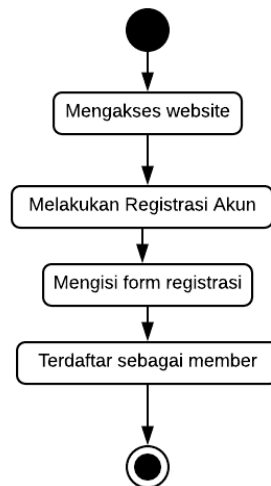 Mengakses website
Melakukan Registrasi Akun
Mengisi form registrasi
Terdaftar sebagai member